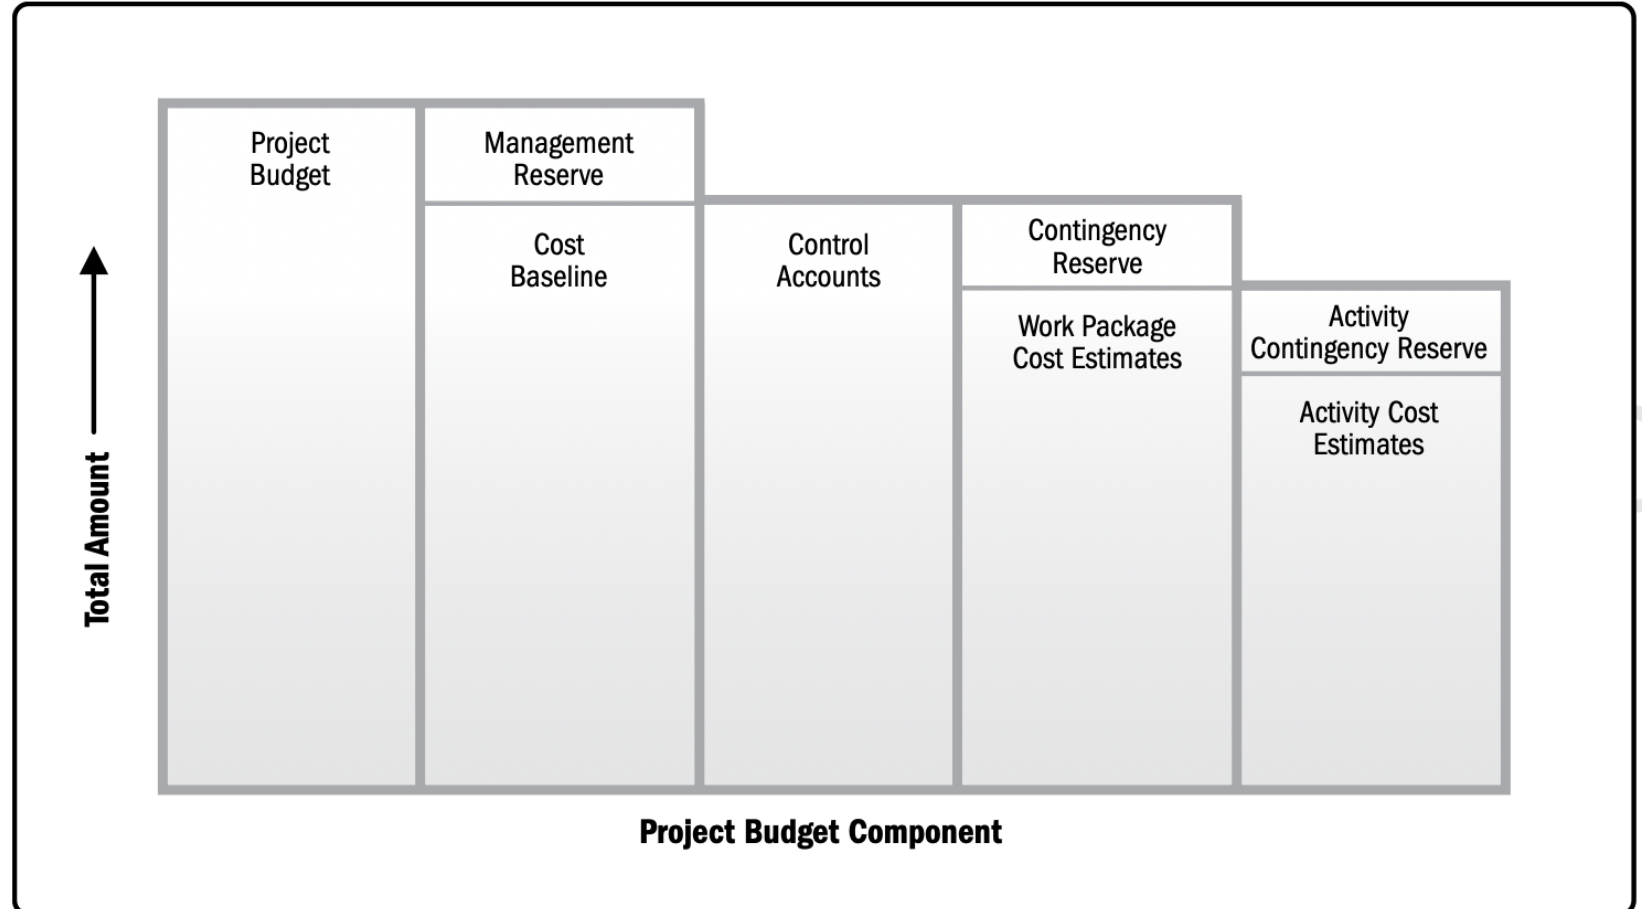 Project
Budget
Management
Reserve
Cost
Baseline
Control
Accounts
Contingency
Reserve
Work Package
Cost Estimates
Activity
Contingency Reserve
Activity Cost
Estimates
Total Amount
Project Budget Component